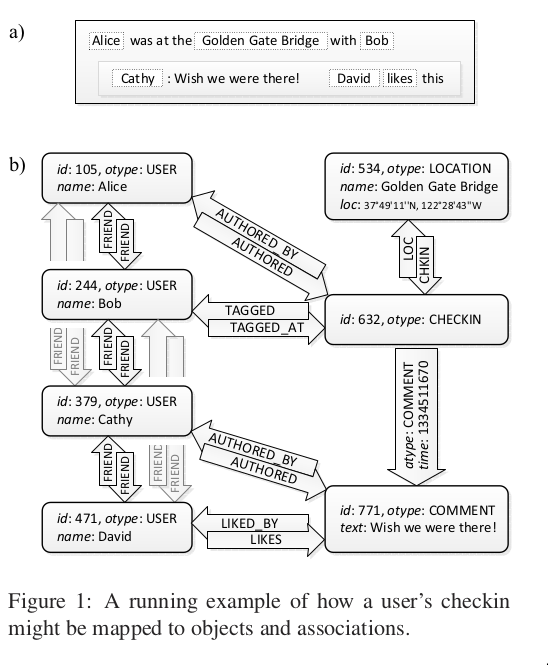 a)
Alice was at the Golden Gate Bridge with Bob
Cathy : Wish we were there! David likes this
b)
id: 105, otype: USER
name: Alice
id: 534, otype: LOCATION
name: Golden Gate Bridge
loc: 37°49'11"N, 122°28'43"W
AUTHORED_BY
AUTHORED
FRIEND
FRIEND
LOC
CHKIN
id: 244, otype: USER
name: Bob
TAGGED
TAGGED_AT
id: 632, otype: CHECKIN
FRIEND
FRIEND
FRIEND
FRIEND
atype: COMMENT
time: 1334511670
id: 379, otype: USER
name: Cathy
AUTHORED_BY
AUTHORED
FRIEND
FRIEND
FRIEND
FRIEND
id: 471, otype: USER
name: David
LIKED_BY
LIKES
id: 771, otype: COMMENT
text: Wish we were there!
Figure 1: A running example of how a user's checkin
might be mapped to objects and associations.